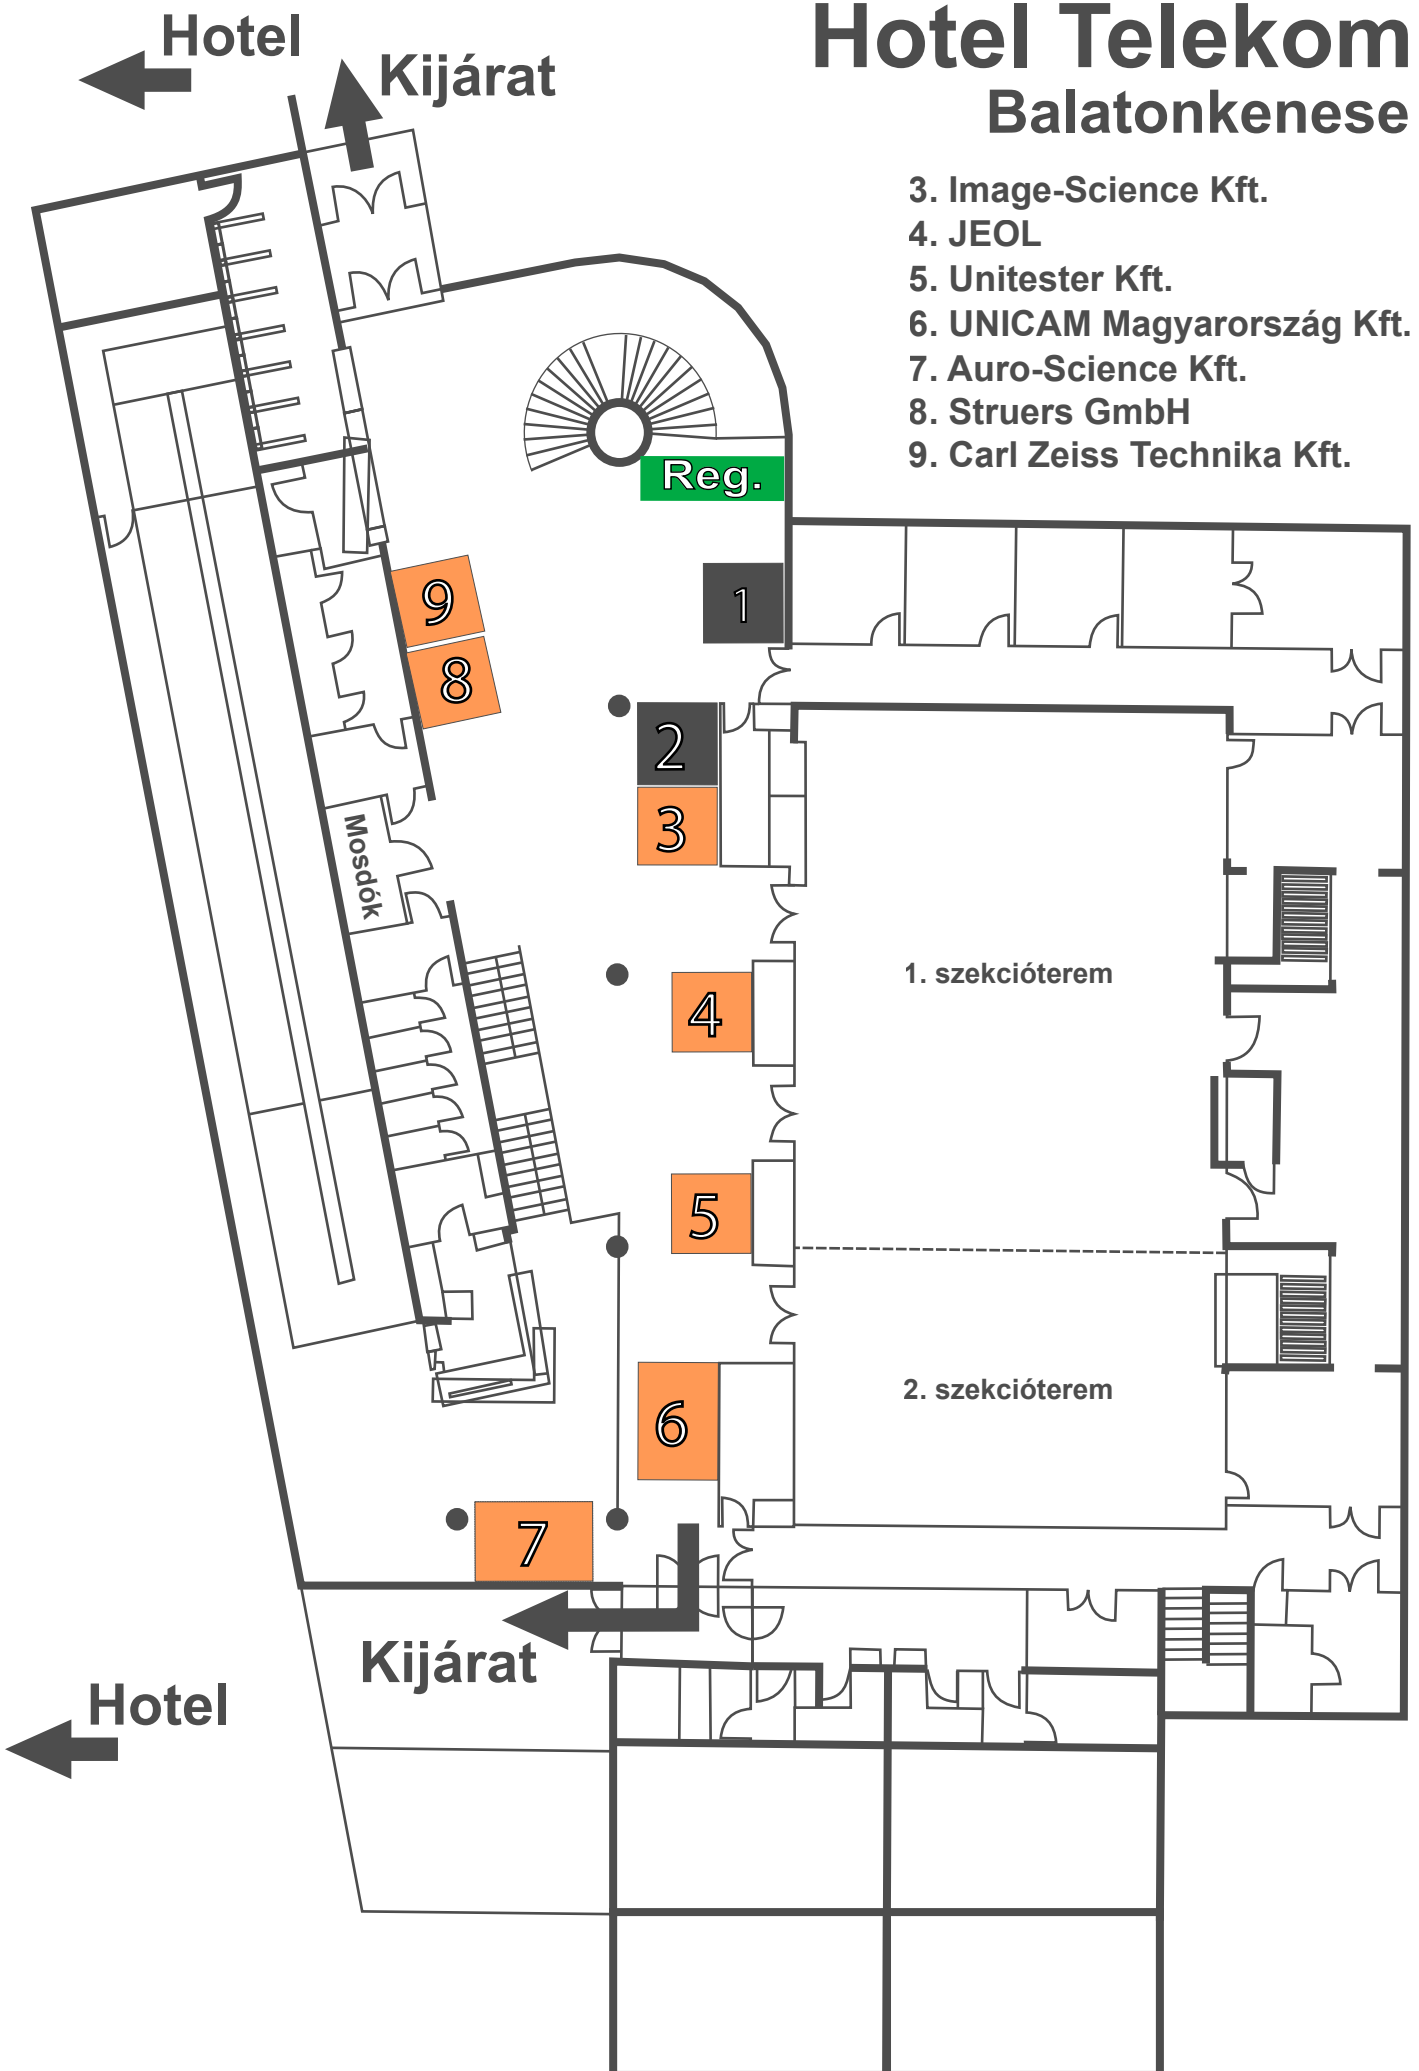 Hotel Telekom
Balatonkenese
Hotel
Kijárat
3. Image-Science Kft.
4. JEOL
5. Unitester Kft.
6. UNICAM Magyarország Kft.
7. Auro-Science Kft.
8. Struers GmbH
9. Carl Zeiss Technika Kft.
Reg.
9
1
8
2
3
Mosdók
1. szekcióterem
4
5
2. szekcióterem
6
7
Kijárat
Hotel